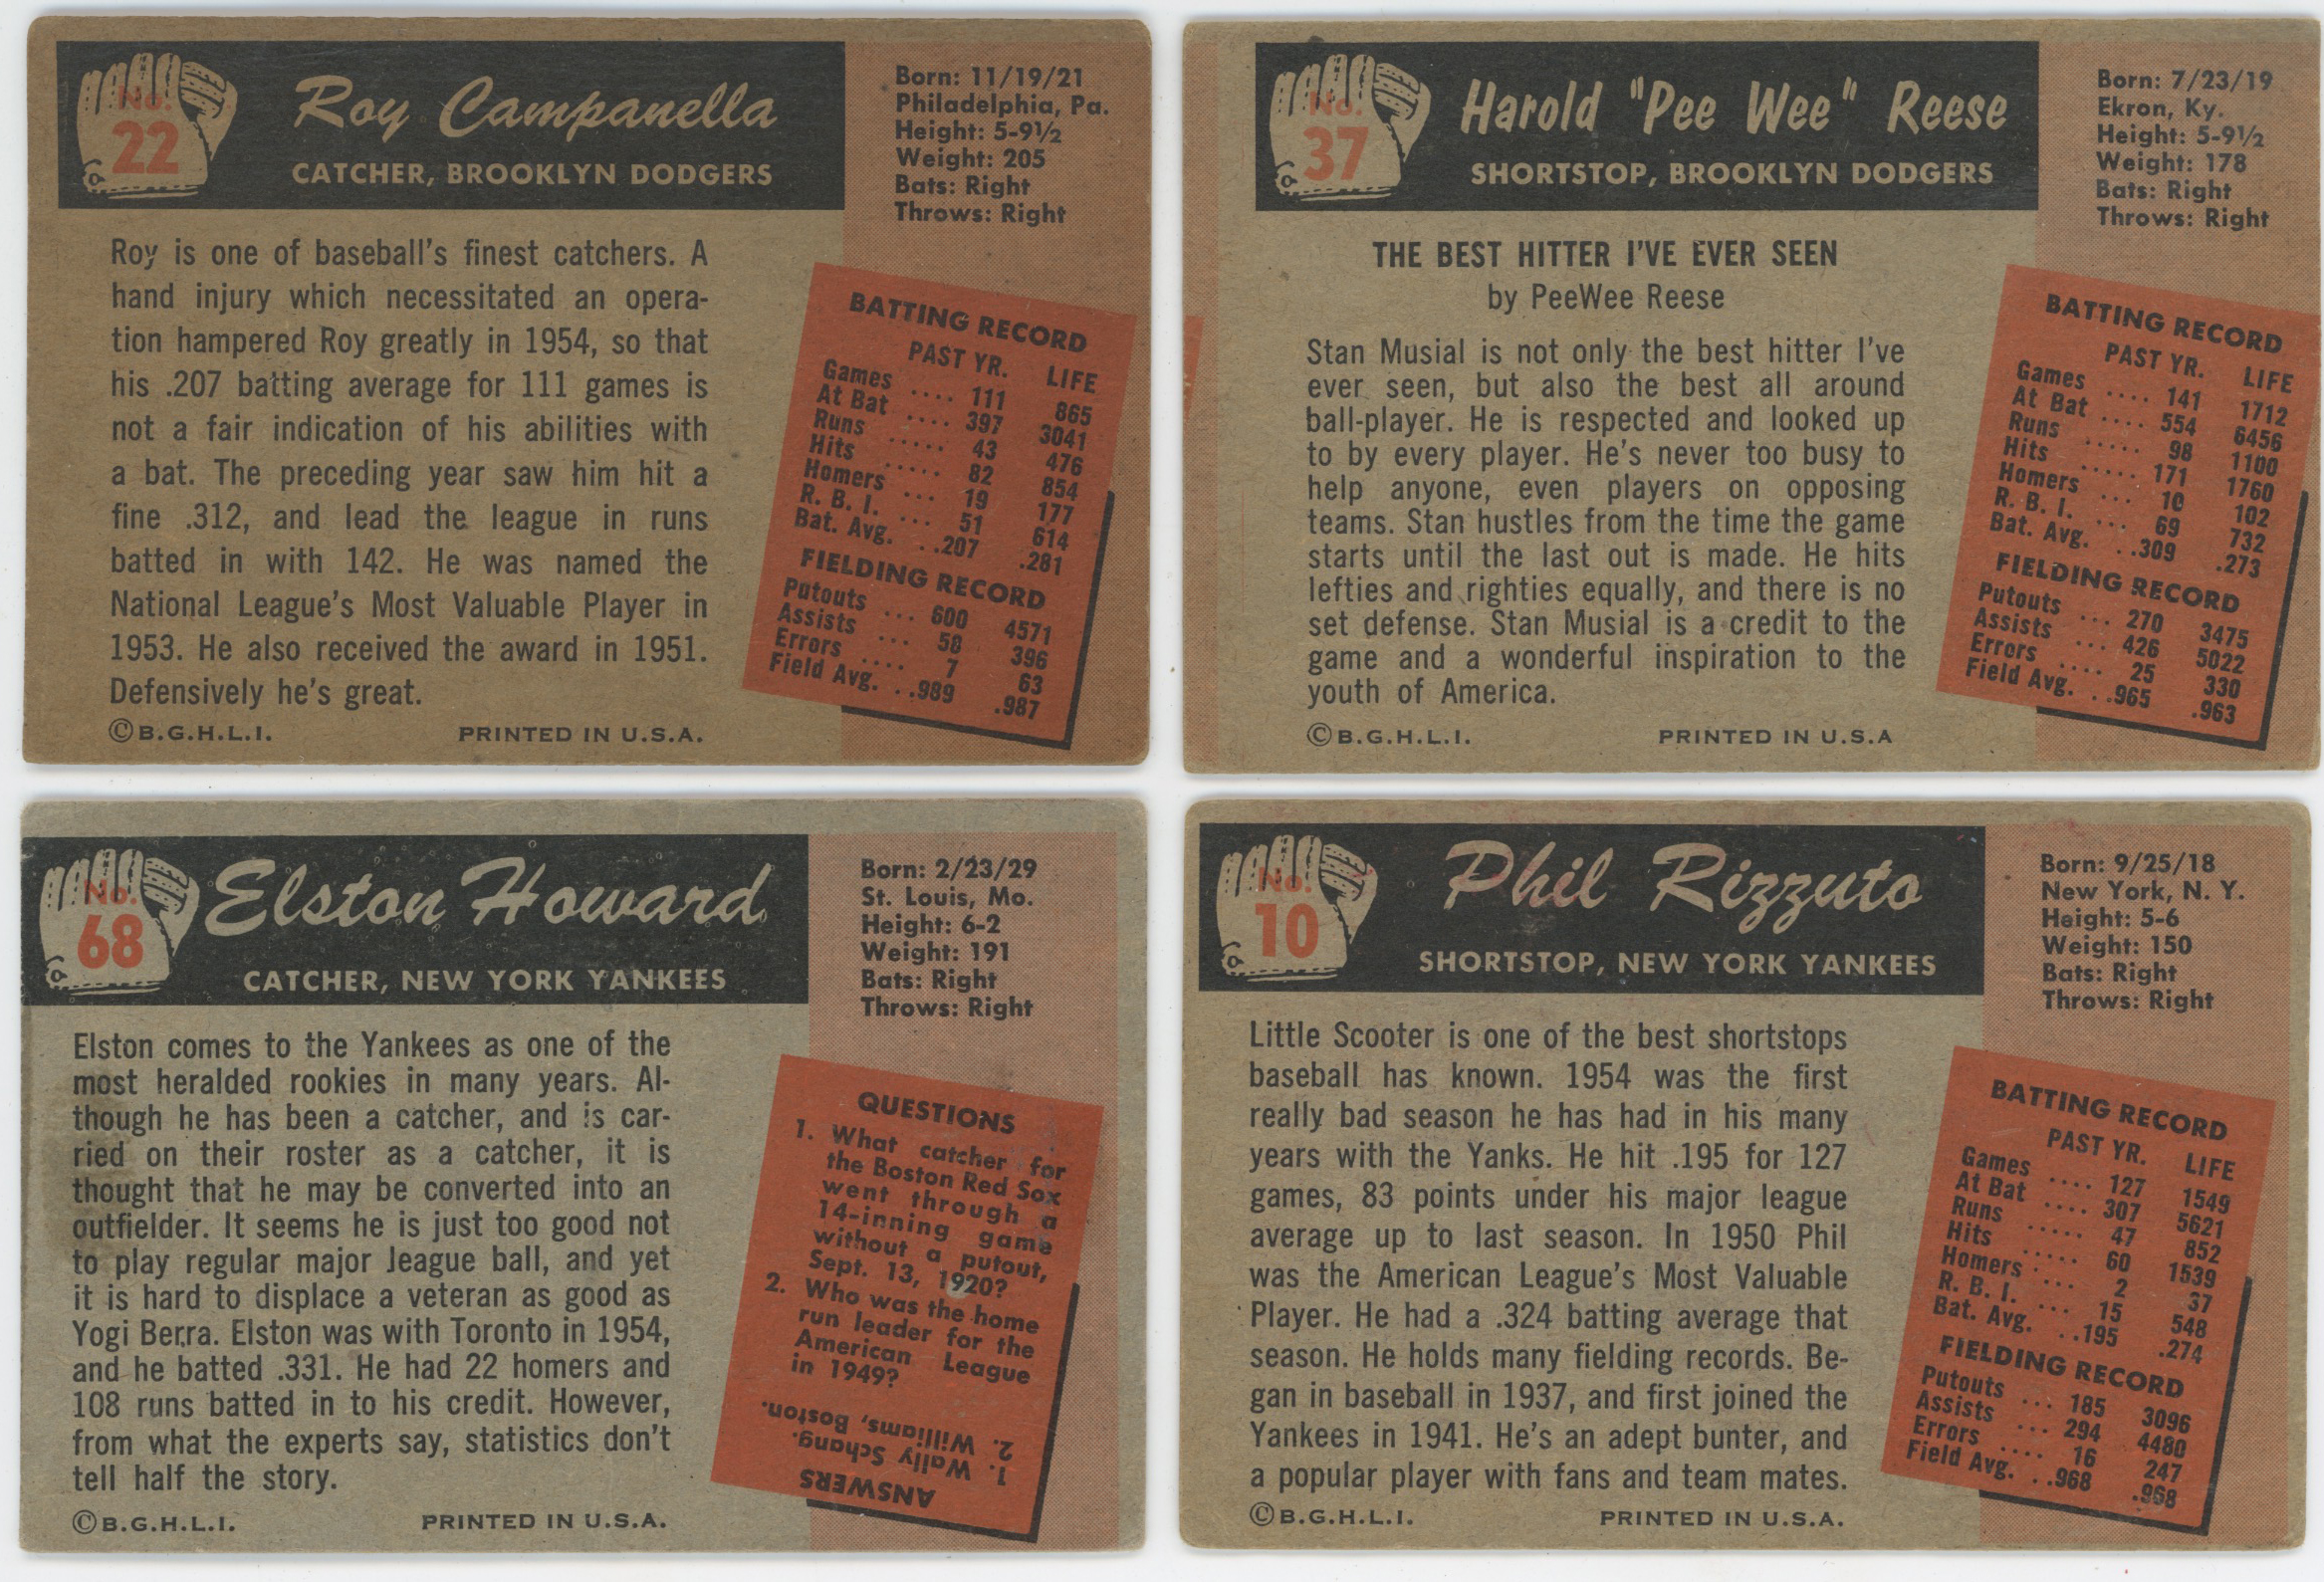 No.
22
Roy Campanella
CATCHER, BROOKLYN DODGERS
Born: 11/19/21
Philadelphia, Pa.
Height: 5-9½
Weight: 205
Bats: Right
Throws: Right
Roy is one of baseball's finest catchers. A
hand injury which necessitated an opera-
tion hampered Roy greatly in 1954, so that
his .207 batting average for 111 games is
not a fair indication of his abilities with
a bat. The preceding year saw him hit a
fine .312, and lead the league in runs
batted in with 142. He was named the
National League's Most Valuable Player in
1953. He also received the award in 1951.
Defensively he's great.
©B.G.H.L.I. PRINTED IN U.S.A.
BATTING RECORD
PAST YR. LIFE
Games .... 111 865
At Bat .... 397 3041
Runs ..... 43 476
Hits ..... 82 854
Homers ... 19 177
R. B. I. ... 51 614
Bat. Avg. ..207 .281
FIELDING RECORD
Putouts ... 600 4571
Assists ... 58 396
Errors .... 7 63
Field Avg. ..989 .987
No.
37
Harold "Pee Wee" Reese
SHORTSTOP, BROOKLYN DODGERS
Born: 7/23/19
Ekron, Ky.
Height: 5-9½
Weight: 178
Bats: Right
Throws: Right
THE BEST HITTER I'VE EVER SEEN
by PeeWee Reese
Stan Musial is not only the best hitter I've
ever seen, but also the best all around
ball-player. He is respected and looked up
to by every player. He's never too busy to
help anyone, even players on opposing
teams. Stan hustles from the time the game
starts until the last out is made. He hits
lefties and righties equally, and there is no
set defense. Stan Musial is a credit to the
game and a wonderful inspiration to the
youth of America.
©B.G.H.L.I. PRINTED IN U.S.A
BATTING RECORD
PAST YR. LIFE
Games .... 141 1712
At Bat .... 554 6456
Runs ..... 98 1100
Hits ..... 171 1760
Homers ... 10 102
R. B. I. ... 69 732
Bat. Avg. ..309 .273
FIELDING RECORD
Putouts ... 270 3475
Assists ... 426 5022
Errors .... 25 330
Field Avg. ..965 .963
No.
68
Elston Howard
CATCHER, NEW YORK YANKEES
Born: 2/23/29
St. Louis, Mo.
Height: 6-2
Weight: 191
Bats: Right
Throws: Right
Elston comes to the Yankees as one of the
most heralded rookies in many years. Al-
though he has been a catcher, and is car-
ried on their roster as a catcher, it is
thought that he may be converted into an
outfielder. It seems he is just too good not
to play regular major league ball, and yet
it is hard to displace a veteran as good as
Yogi Berra. Elston was with Toronto in 1954,
and he batted .331. He had 22 homers and
108 runs batted in to his credit. However,
from what the experts say, statistics don't
tell half the story.
©B.G.H.L.I. PRINTED IN U.S.A.
QUESTIONS
1. What catcher for
the Boston Red Sox
went through a
14-inning game
without a putout,
Sept. 13, 1920?
2. Who was the home
run leader for the
American League
in 1949?
ANSWERS
1. Wally Schang.
2. Williams, Boston.
No.
10
Phil Rizzuto
SHORTSTOP, NEW YORK YANKEES
Born: 9/25/18
New York, N. Y.
Height: 5-6
Weight: 150
Bats: Right
Throws: Right
Little Scooter is one of the best shortstops
baseball has known. 1954 was the first
really bad season he has had in his many
years with the Yanks. He hit .195 for 127
games, 83 points under his major league
average up to last season. In 1950 Phil
was the American League's Most Valuable
Player. He had a .324 batting average that
season. He holds many fielding records. Be-
gan in baseball in 1937, and first joined the
Yankees in 1941. He's an adept bunter, and
a popular player with fans and team mates.
©B.G.H.L.I. PRINTED IN U.S.A.
BATTING RECORD
PAST YR. LIFE
Games .... 127 1549
At Bat .... 307 5621
Runs ..... 47 852
Hits ..... 60 1539
Homers .... 2 37
R. B. I. ... 15 548
Bat. Avg. ..195 .274
FIELDING RECORD
Putouts ... 185 3096
Assists ... 294 4480
Errors .... 16 247
Field Avg. ..968 .968